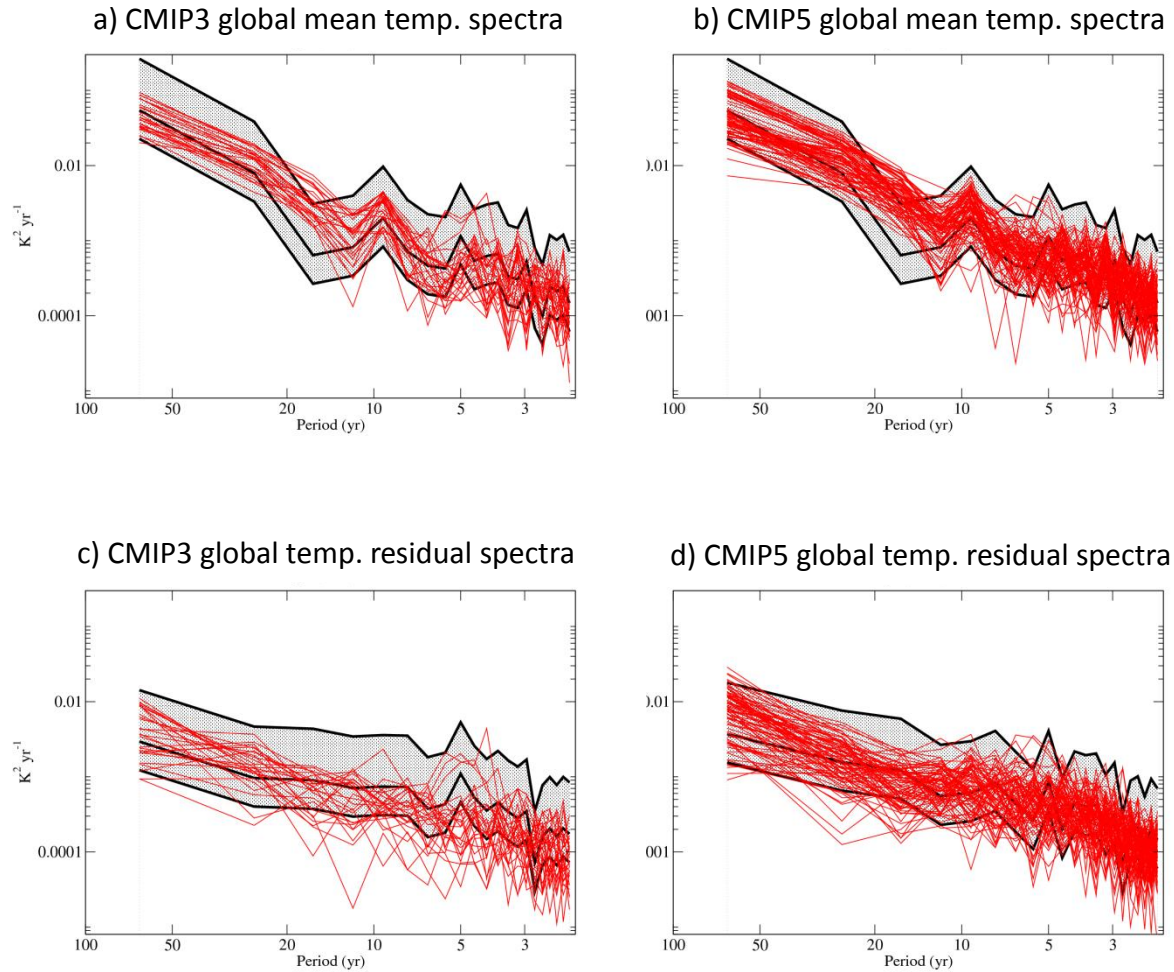 a) CMIP3 global mean temp. spectra
b) CMIP5 global mean temp. spectra
0.01
0.0001
K² yr⁻¹
100 50 20 10 5 3
Period (yr)
0.01
001
100 50 20 10 5 3
Period (yr)
c) CMIP3 global temp. residual spectra
d) CMIP5 global temp. residual spectra
0.01
0.0001
K² yr⁻¹
100 50 20 10 5 3
Period (yr)
).01
001
100 50 20 10 5 3
Period (yr)